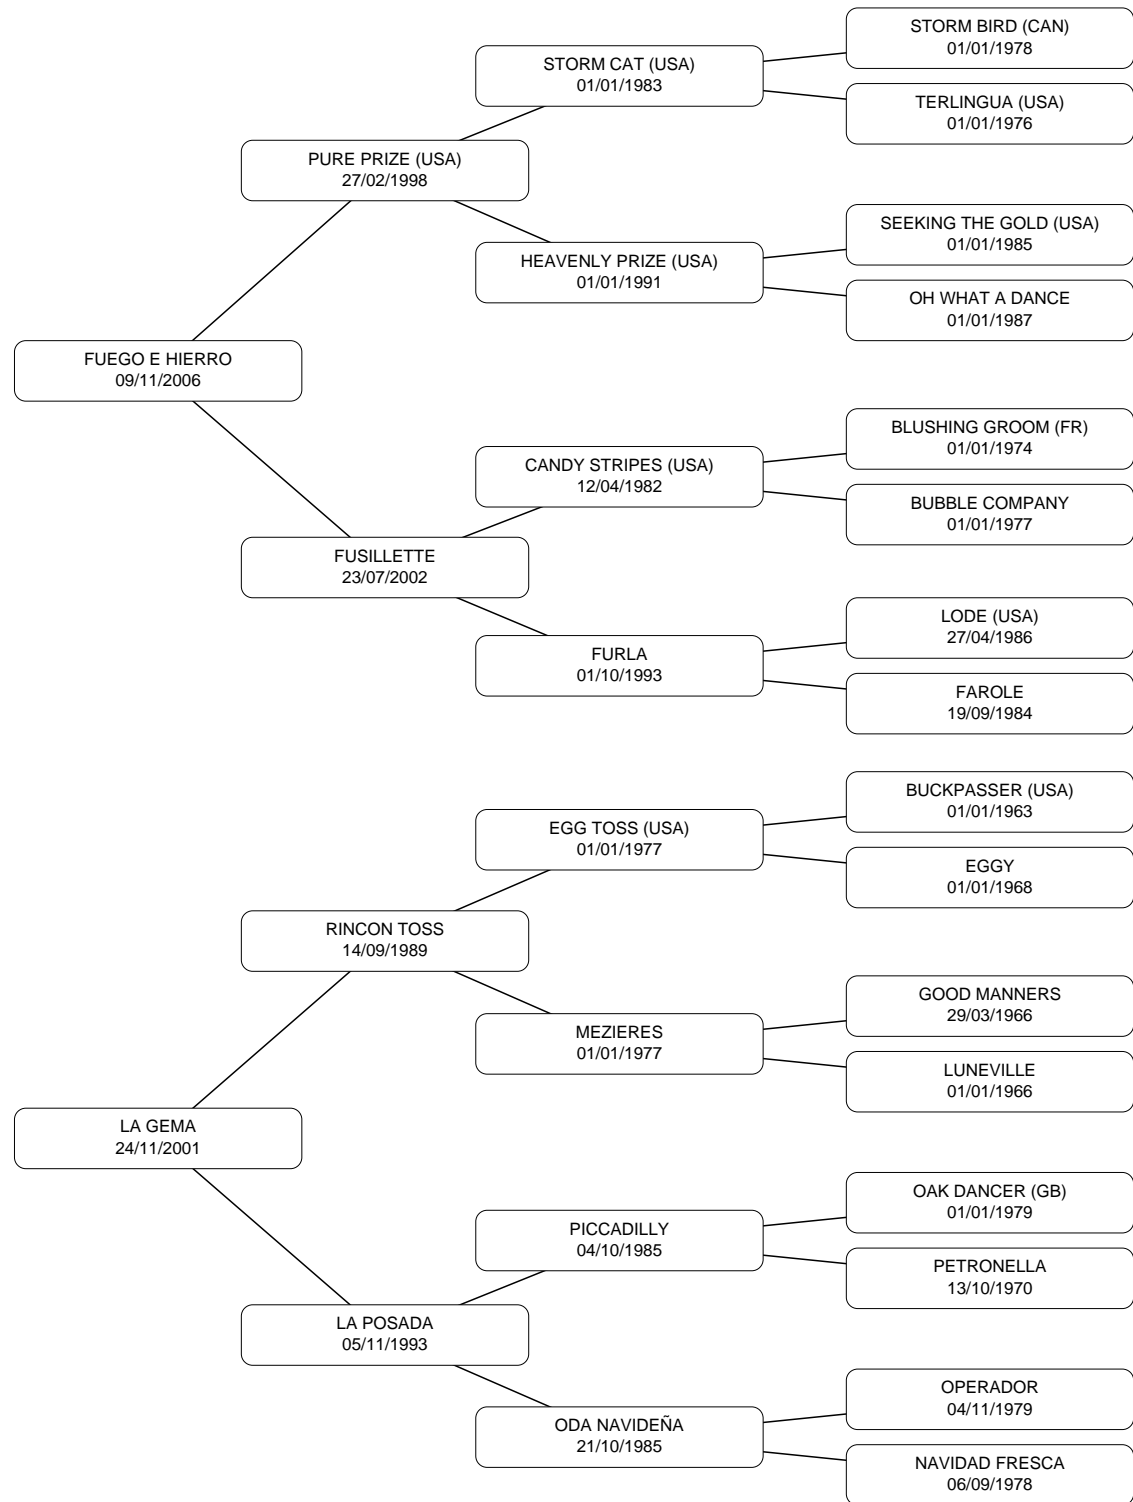 STORM BIRD (CAN)
01/01/1978
STORM CAT (USA)
01/01/1983
TERLINGUA (USA)
01/01/1976
PURE PRIZE (USA)
27/02/1998
SEEKING THE GOLD (USA)
01/01/1985
HEAVENLY PRIZE (USA)
01/01/1991
OH WHAT A DANCE
01/01/1987
FUEGO E HIERRO
09/11/2006
BLUSHING GROOM (FR)
01/01/1974
CANDY STRIPES (USA)
12/04/1982
BUBBLE COMPANY
01/01/1977
FUSILLETTE
23/07/2002
LODE (USA)
27/04/1986
FURLA
01/10/1993
FAROLE
19/09/1984
BUCKPASSER (USA)
01/01/1963
EGG TOSS (USA)
01/01/1977
EGGY
01/01/1968
RINCON TOSS
14/09/1989
GOOD MANNERS
29/03/1966
MEZIERES
01/01/1977
LUNEVILLE
01/01/1966
LA GEMA
24/11/2001
OAK DANCER (GB)
01/01/1979
PICCADILLY
04/10/1985
PETRONELLA
13/10/1970
LA POSADA
05/11/1993
OPERADOR
04/11/1979
ODA NAVIDEÑA
21/10/1985
NAVIDAD FRESCA
06/09/1978